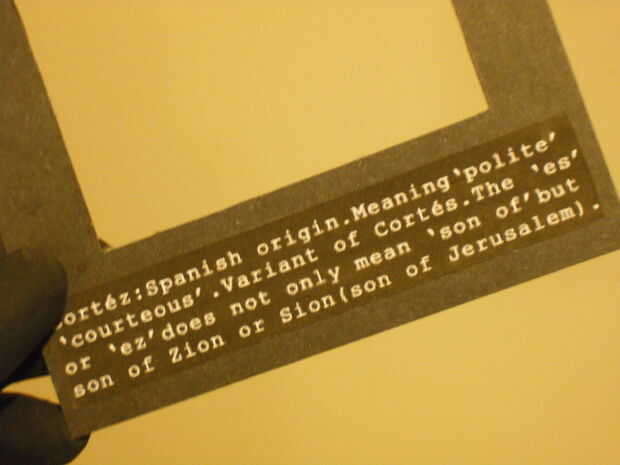 Cortéz:Spanish origin.Meaning‘polite’
‘courteous’.Variant of Cortés.The ‘es’
or ‘ez’does not only mean ‘son of’but
son of Zion or Sion(son of Jerusalem).